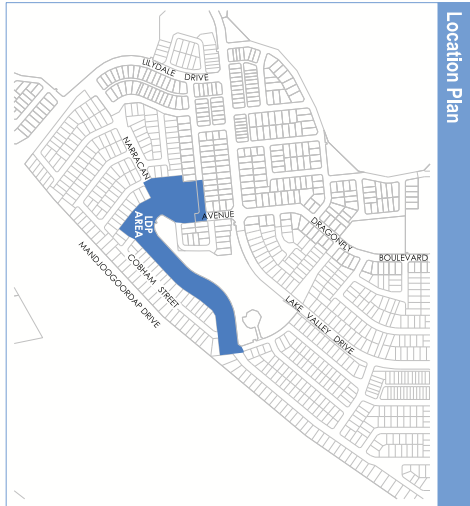 Location Plan
LILYDALE DRIVE
NARRACAN
AVENUE
LDP
AREA
DRAGONFLY
BOULEVARD
COBHAM STREET
MANDJOOGOORDAP DRIVE
LAKE VALLEY DRIVE